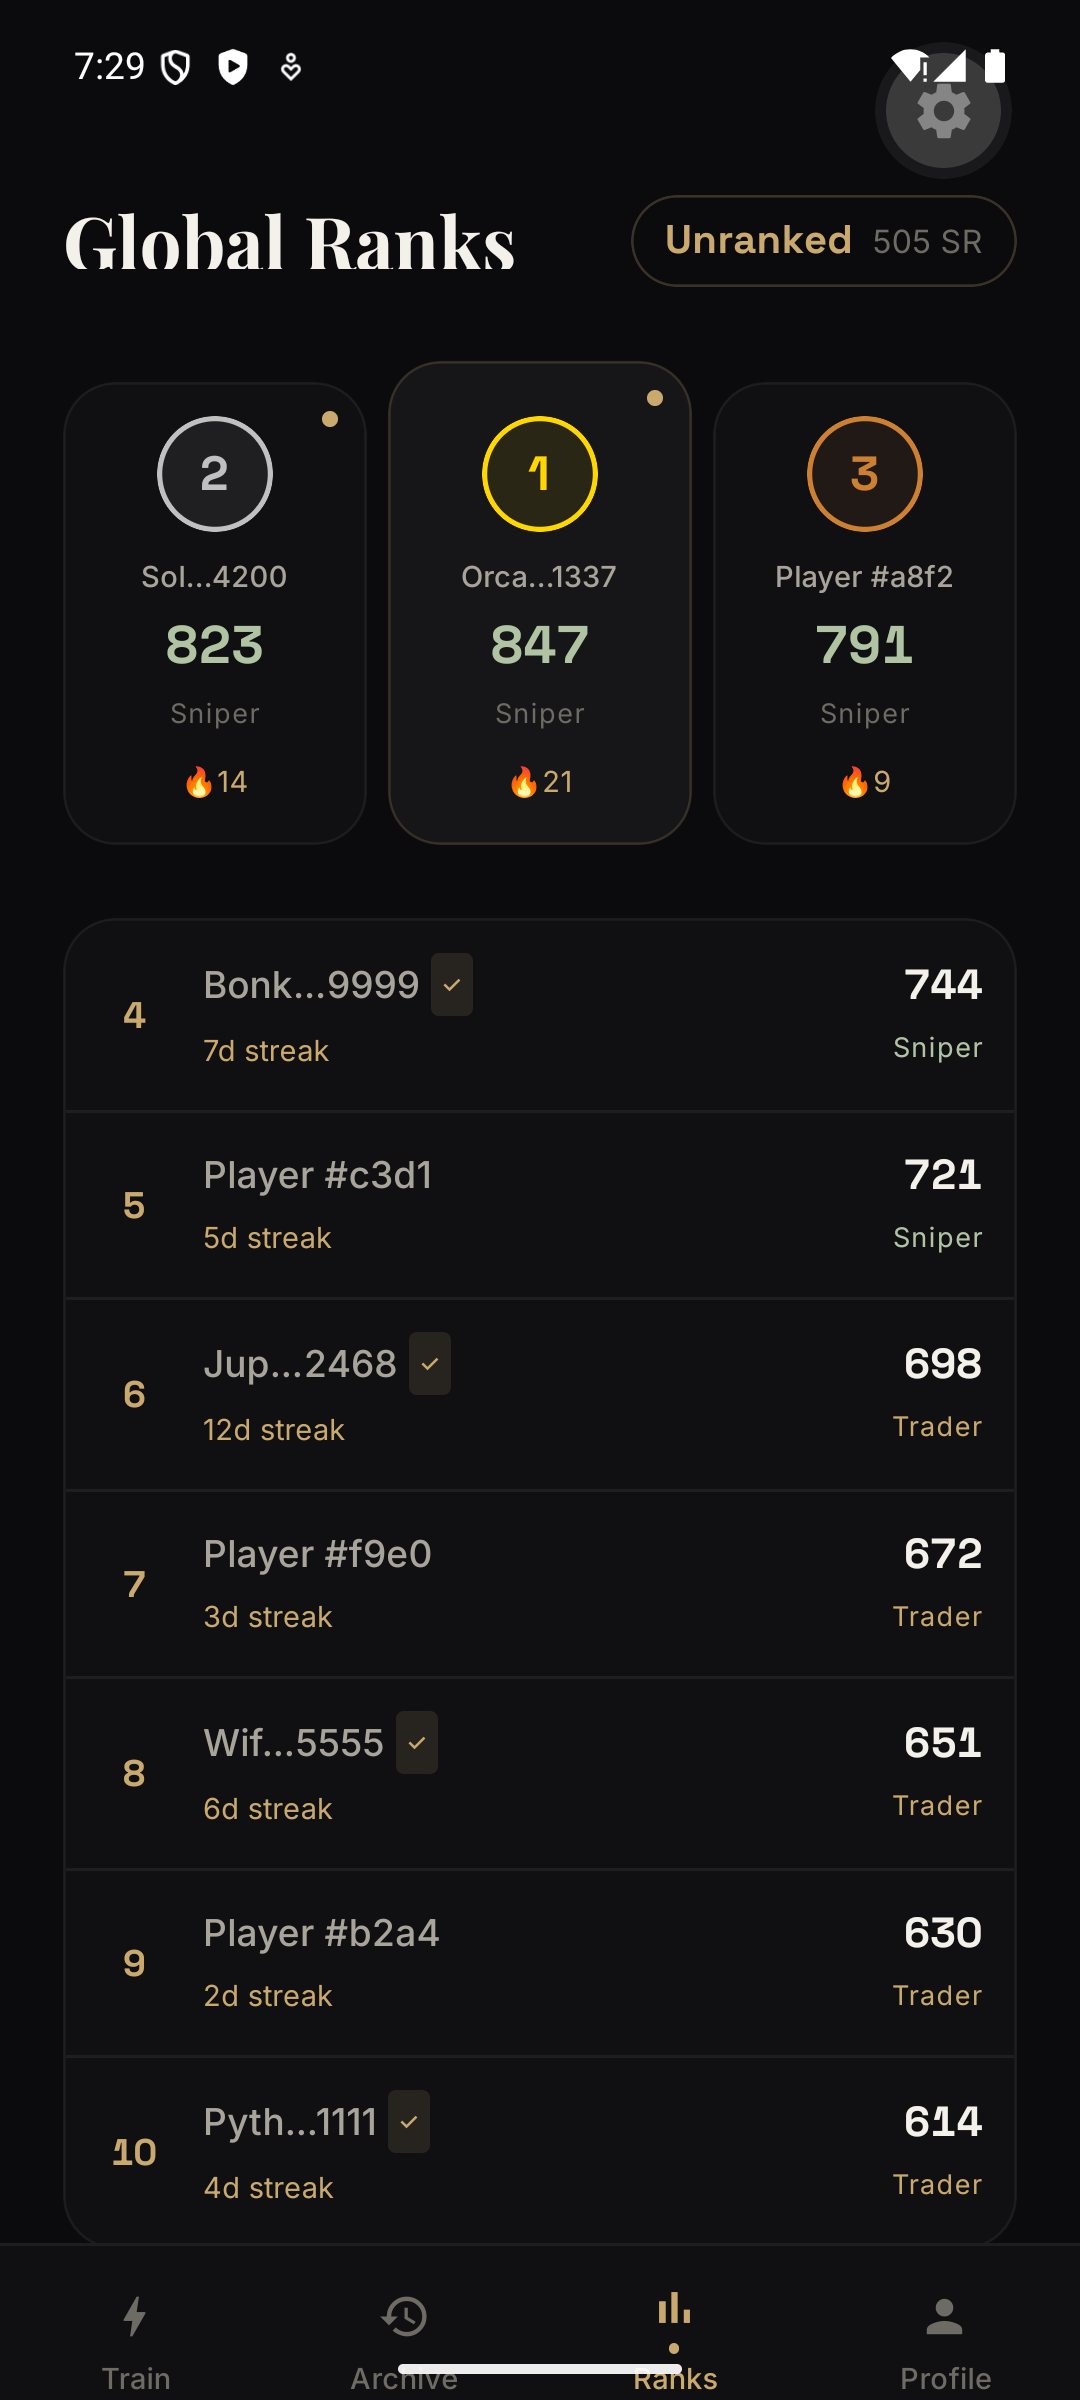 7:29
Global Ranks
Unranked 505 SR
2
Sol...4200
823
Sniper
🔥14
1
Orca...1337
847
Sniper
🔥21
3
Player #a8f2
791
Sniper
🔥9
4
Bonk...9999 ✓
7d streak
744
Sniper
5
Player #c3d1
5d streak
721
Sniper
6
Jup...2468 ✓
12d streak
698
Trader
7
Player #f9e0
3d streak
672
Trader
8
Wif...5555 ✓
6d streak
651
Trader
9
Player #b2a4
2d streak
630
Trader
10
Pyth...1111 ✓
4d streak
614
Trader
Train
Archive
Ranks
Profile